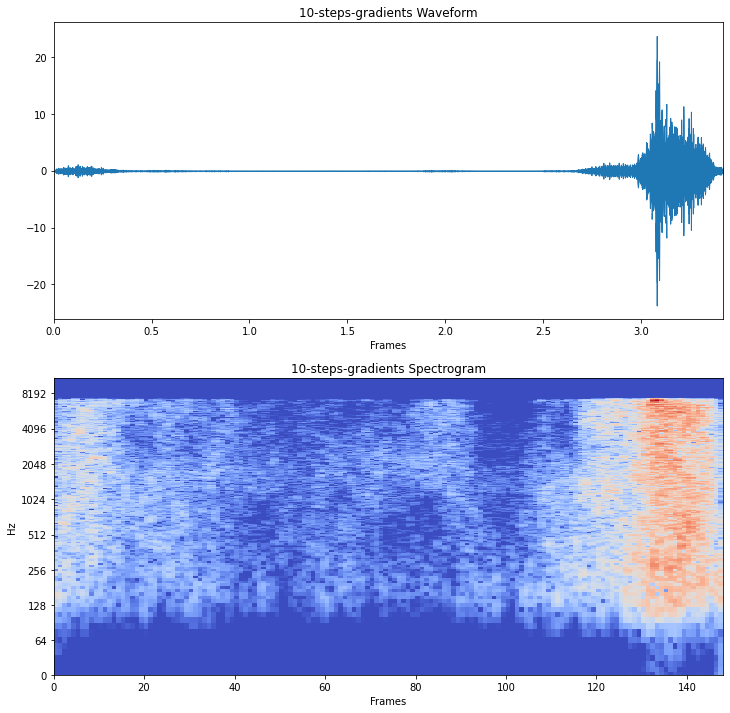 10-steps-gradients Waveform
20
10
0
−10
−20
0.0 0.5 1.0 1.5 2.0 2.5 3.0
Frames
10-steps-gradients Spectrogram
8192
4096
2048
1024
512
256
128
64
0
Hz
0 20 40 60 80 100 120 140
Frames